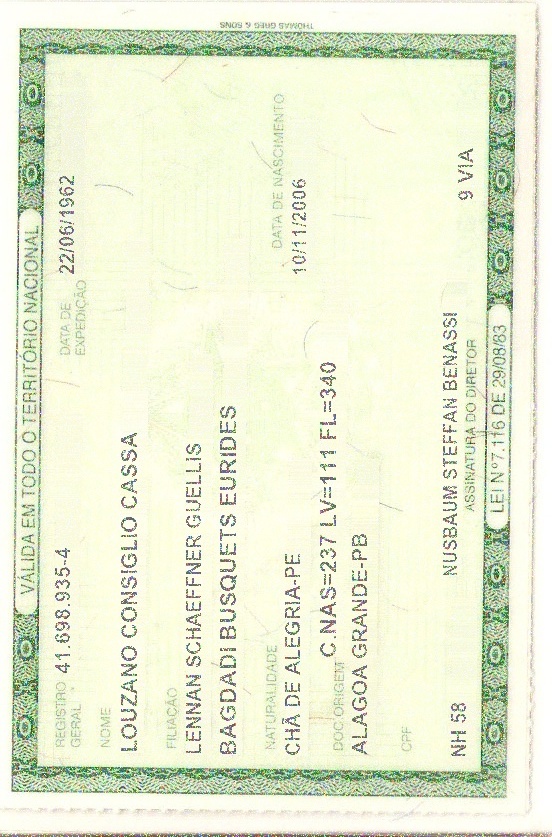 VÁLIDA EM TODO O TERRITÓRIO NACIONAL
REGISTRO GERAL 41.698.935-4 DATA DE EXPEDIÇÃO 22/06/1962
NOME
LOUZANO CONSIGLIO CASSA
FILIAÇÃO
LENNAN SCHAEFFNER GUELLIS
BAGDADI BUSQUETS EURIDES
NATURALIDADE DATA DE NASCIMENTO
CHÃ DE ALEGRIA-PE 10/11/2006
DOC ORIGEM C.NAS=237 LV=111 FL=340
ALAGOA GRANDE-PB
CPF
NH 58 NUSBAUM STEFFAN BENASSI 9 VIA
ASSINATURA DO DIRETOR
LEI Nº 7.116 DE 29/08/83
THOMAS GREG & SONS